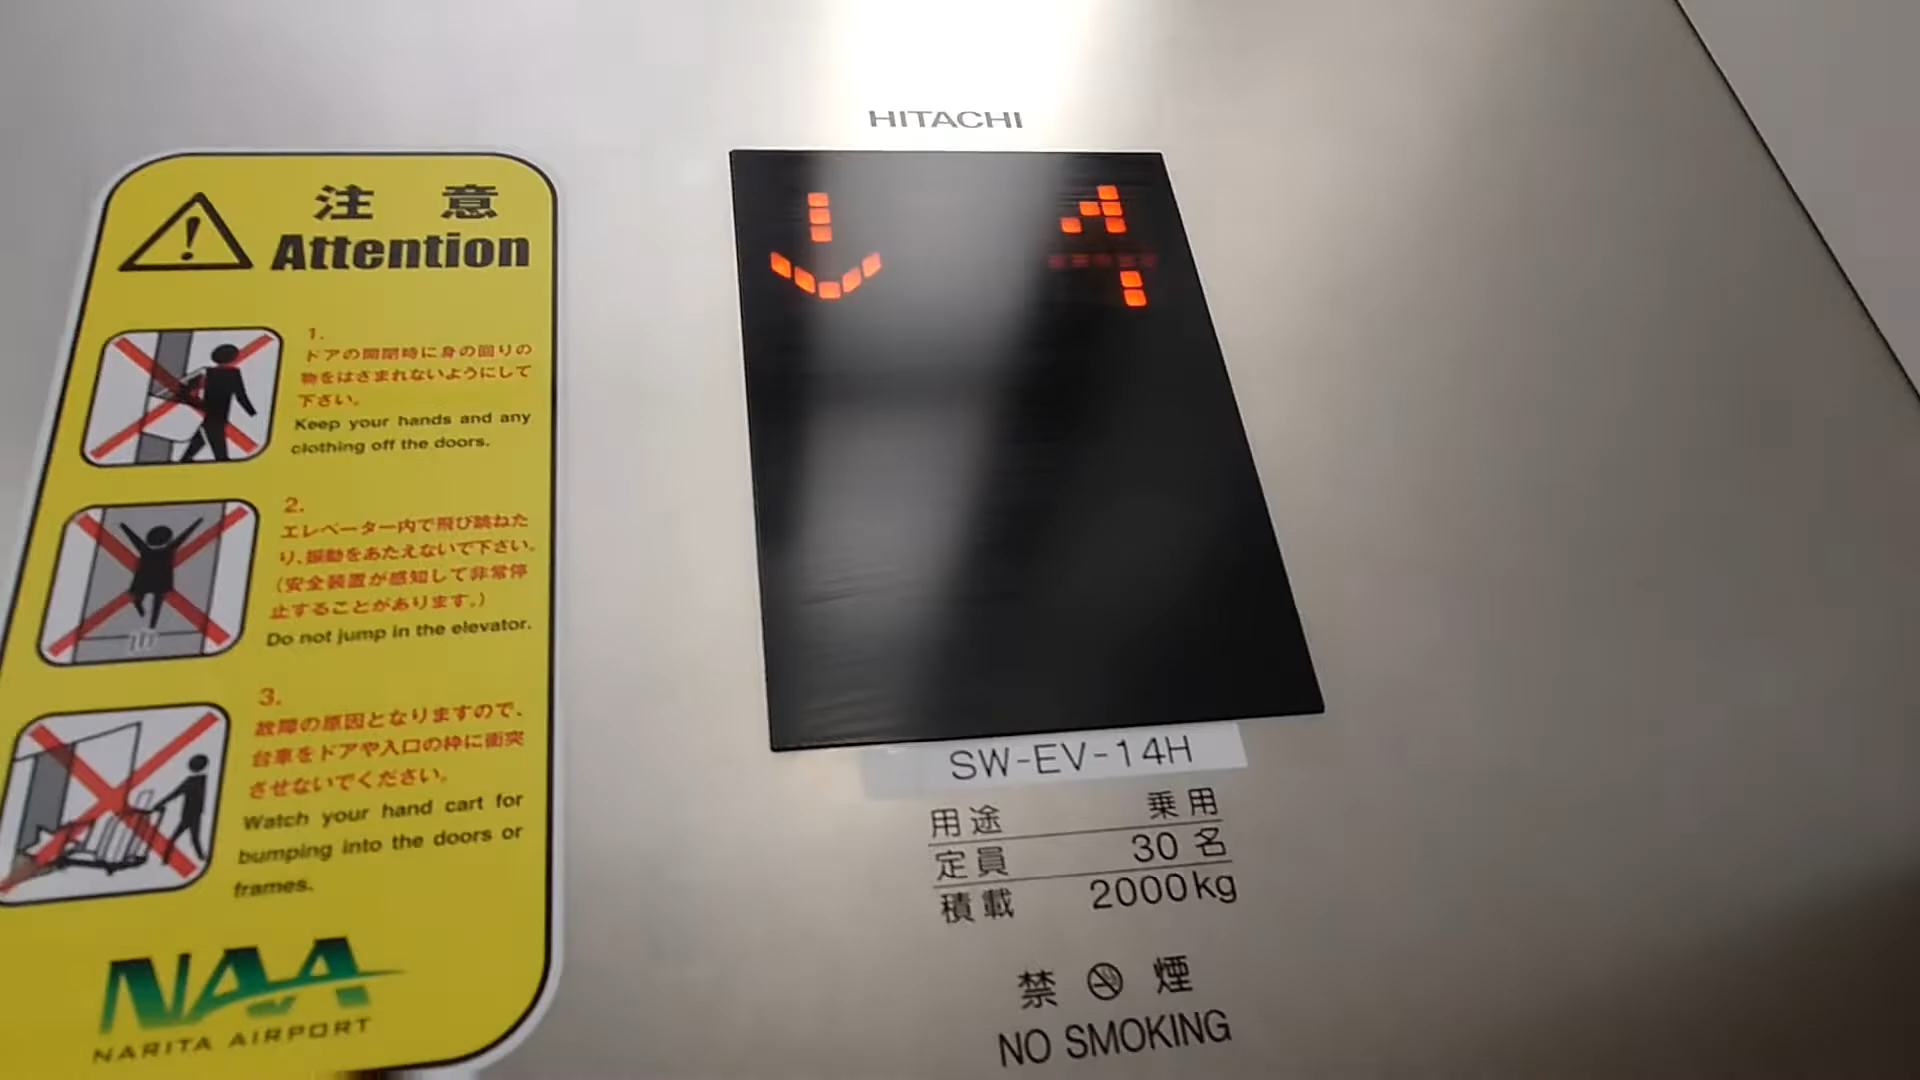 HITACHI
注意
Attention
1.
ドアの開閉時に身の回りの
物をはさまれないようにして
下さい。
Keep your hands and any
clothing off the doors.
2.
エレベーター内で飛び跳ねた
り、振動をあたえないで下さい。
(安全装置が感知して非常停
止することがあります。)
Do not jump in the elevator.
3.
故障の原因となりますので、
台車をドアや入口の枠に衝突
させないでください。
Watch your hand cart for
bumping into the doors or
frames.
NAA
NARITA AIRPORT
4
SW-EV-14H
用途 乗用
定員 30名
積載 2000kg
禁煙
NO SMOKING